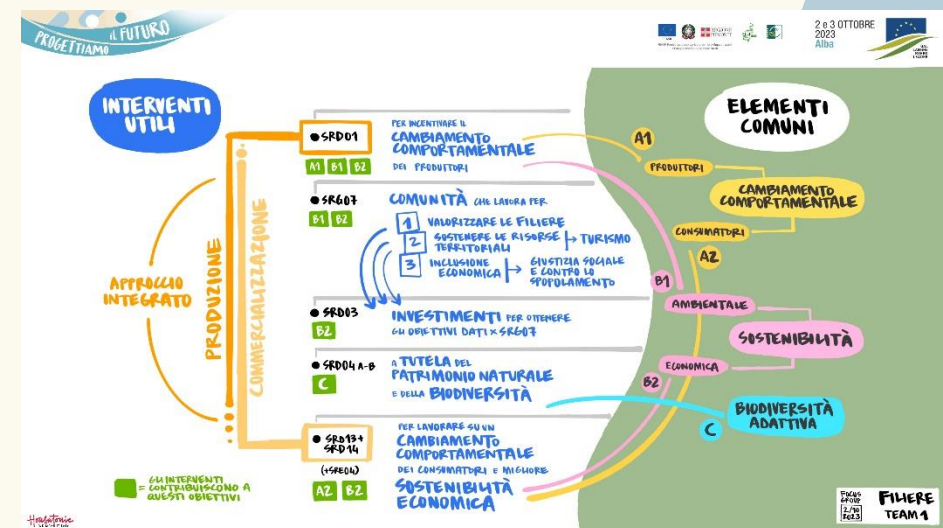 PROGETTIAMO IL FUTURO
2 e 3 OTTOBRE
2023
Alba
INTERVENTI
UTILI
APPROCCIO
INTEGRATO
PRODUZIONE
COMMERCIALIZZAZIONE
SRD01
A1 B1 B2
PER INCENTIVARE IL
CAMBIAMENTO
COMPORTAMENTALE
DEI PRODUTTORI
SRG07
B1 B2
COMUNITÀ CHE LAVORA PER
1 VALORIZZARE LE FILIERE
2 SOSTENERE LE RISORSE
TERRITORIALI
TURISMO
3 INCLUSIONE
ECONOMICA
GIUSTIZIA SOCIALE
E CONTRO LO
SPOPOLAMENTO
SRD03
B2
INVESTIMENTI PER OTTENERE
GLI OBIETTIVI DATI x SRG07
SRD04 A-B
C
A TUTELA DEL
PATRIMONIO NATURALE
E DELLA BIODIVERSITÀ
SRD13+
SRD14
(+SRE04)
A2 B2
PER LAVORARE SU UN
CAMBIAMENTO
COMPORTAMENTALE
DEI CONSUMATORI E MIGLIORE
SOSTENIBILITÀ
ECONOMICA
= GLI INTERVENTI
CONTRIBUISCONO A
QUESTI OBIETTIVI
ELEMENTI
COMUNI
A1
PRODUTTORI
CAMBIAMENTO
COMPORTAMENTALE
CONSUMATORI
A2
B1
AMBIENTALE
SOSTENIBILITÀ
ECONOMICA
B2
BIODIVERSITÀ
ADATTIVA
C
FOCUS
GROUP
2/10
2023
FILIERE
TEAM 1
Housatonic